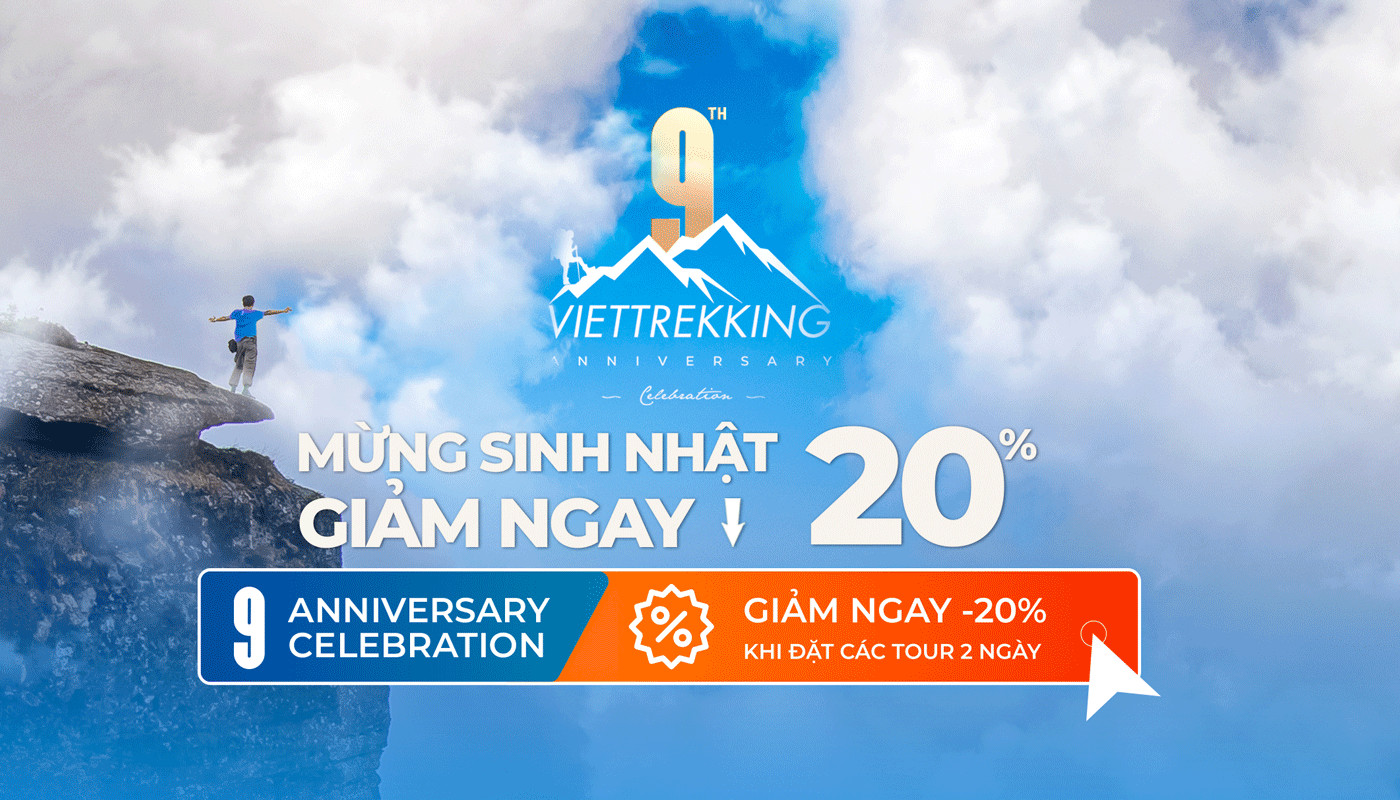 9TH
VIETTREKKING
ANNIVERSARY
Celebration
MỪNG SINH NHẬT
GIẢM NGAY
20%
9
ANNIVERSARY
CELEBRATION
%
GIẢM NGAY -20%
KHI ĐẶT CÁC TOUR 2 NGÀY